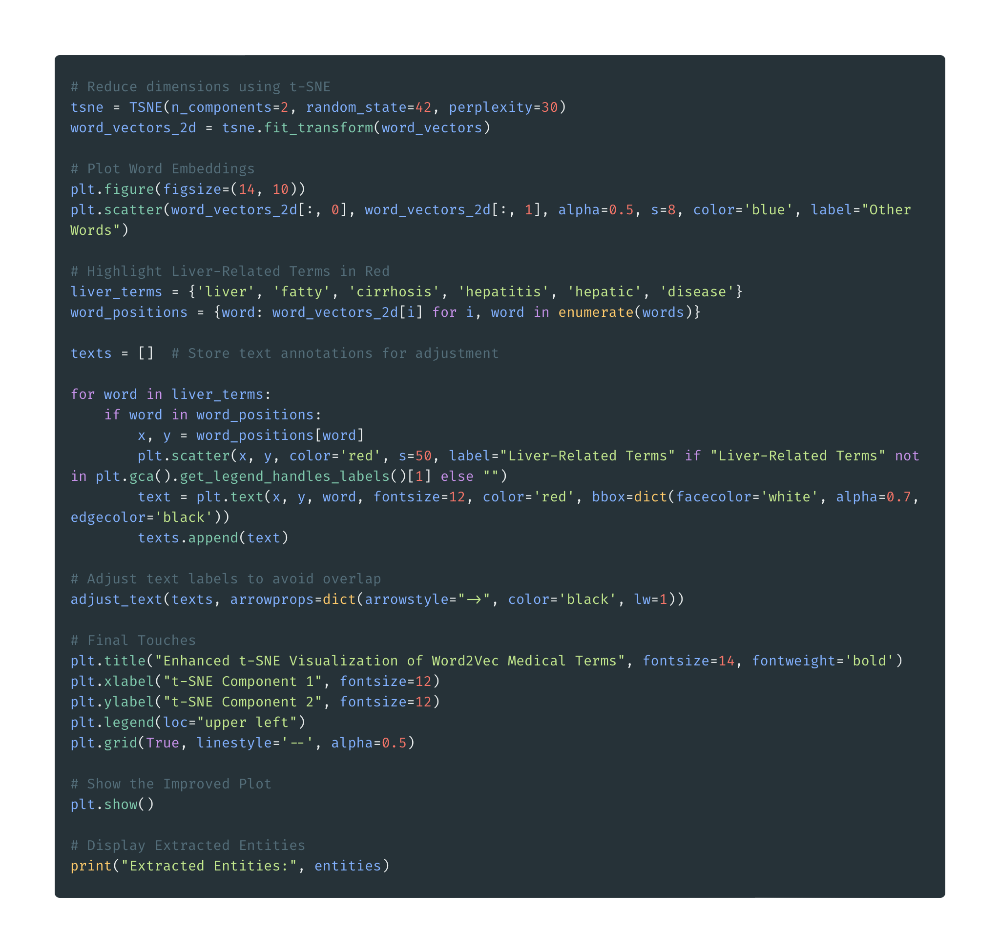 # Reduce dimensions using t-SNE
tsne = TSNE(n_components=2, random_state=42, perplexity=30)
word_vectors_2d = tsne.fit_transform(word_vectors)

# Plot Word Embeddings
plt.figure(figsize=(14, 10))
plt.scatter(word_vectors_2d[:, 0], word_vectors_2d[:, 1], alpha=0.5, s=8, color='blue', label="Other
Words")

# Highlight Liver-Related Terms in Red
liver_terms = {'liver', 'fatty', 'cirrhosis', 'hepatitis', 'hepatic', 'disease'}
word_positions = {word: word_vectors_2d[i] for i, word in enumerate(words)}

texts = []  # Store text annotations for adjustment

for word in liver_terms:
    if word in word_positions:
        x, y = word_positions[word]
        plt.scatter(x, y, color='red', s=50, label="Liver-Related Terms" if "Liver-Related Terms" not
in plt.gca().get_legend_handles_labels()[1] else "")
        text = plt.text(x, y, word, fontsize=12, color='red', bbox=dict(facecolor='white', alpha=0.7,
edgecolor='black'))
        texts.append(text)

# Adjust text labels to avoid overlap
adjust_text(texts, arrowprops=dict(arrowstyle="->", color='black', lw=1))

# Final Touches
plt.title("Enhanced t-SNE Visualization of Word2Vec Medical Terms", fontsize=14, fontweight='bold')
plt.xlabel("t-SNE Component 1", fontsize=12)
plt.ylabel("t-SNE Component 2", fontsize=12)
plt.legend(loc="upper left")
plt.grid(True, linestyle='--', alpha=0.5)

# Show the Improved Plot
plt.show()

# Display Extracted Entities
print("Extracted Entities:", entities)